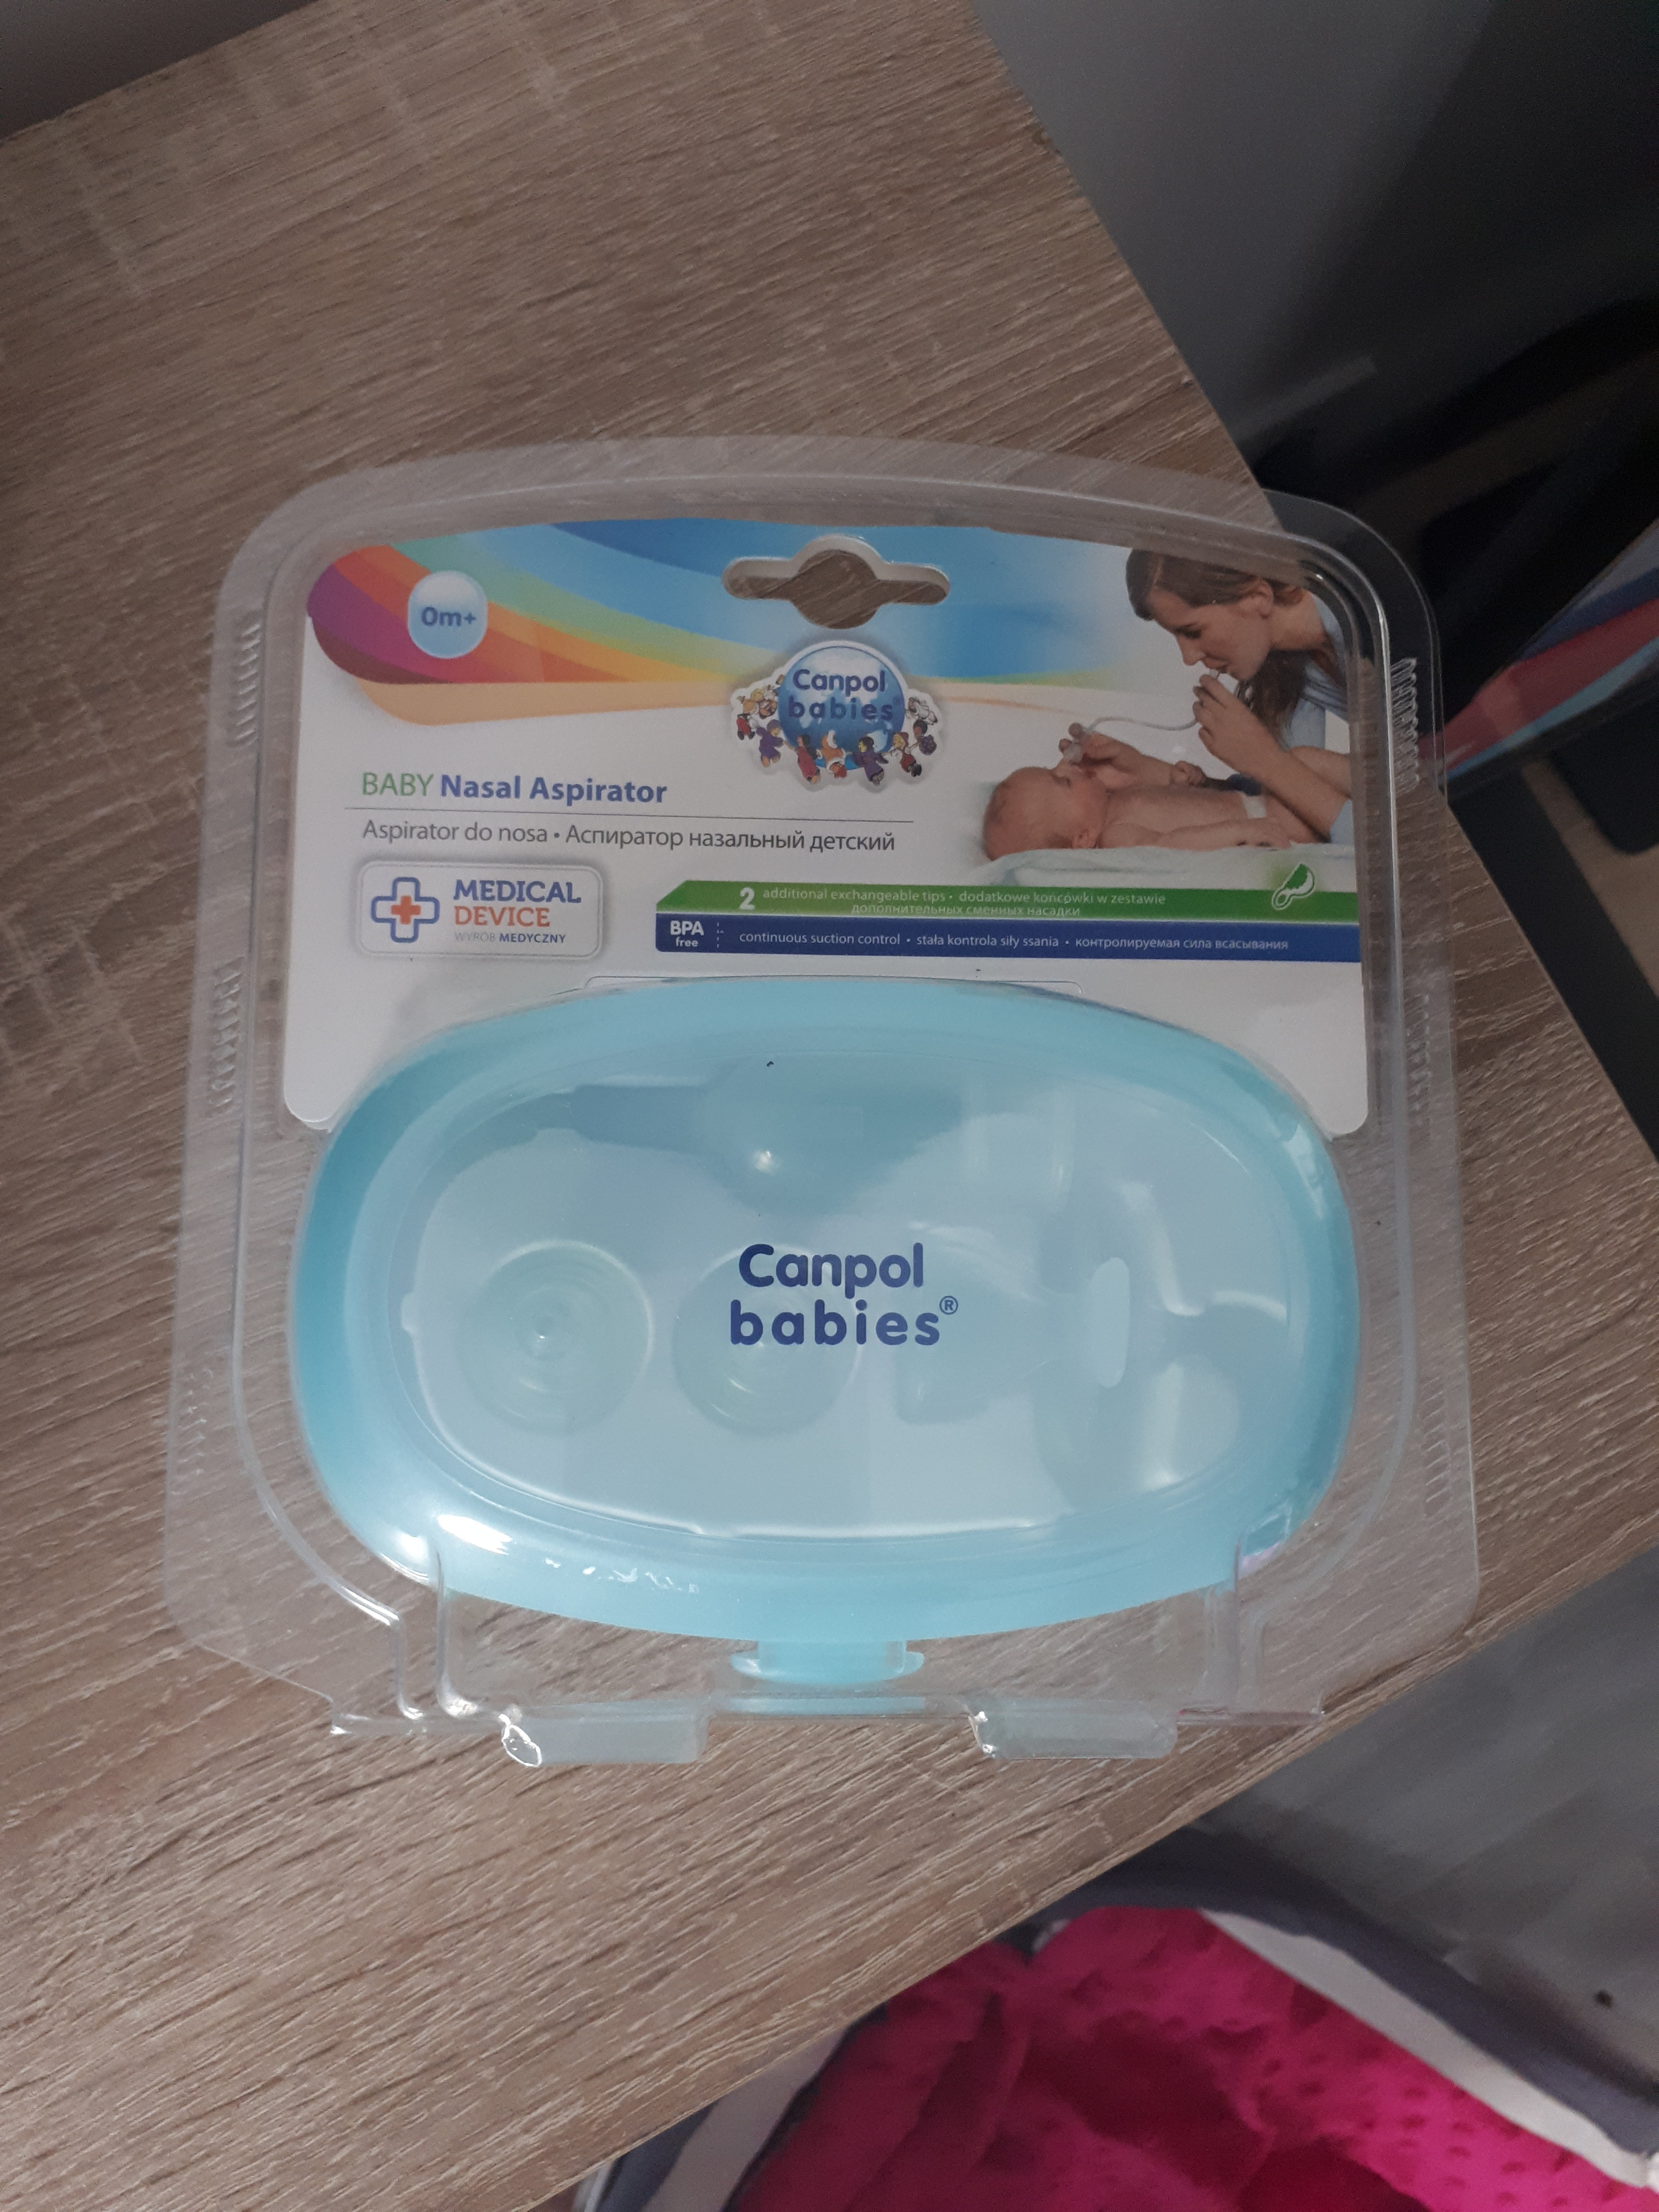 0m+
Canpol
babies
BABY Nasal Aspirator
Aspirator do nosa • Аспиратор назальный детский
MEDICAL
DEVICE
WYRÓB MEDYCZNY
2 additional exchangeable tips • dodatkowe końcówki w zestawie
дополнительных сменных насадки
BPA
free
continuous suction control • stała kontrola siły ssania • контролируемая сила всасывания
Canpol
babies®